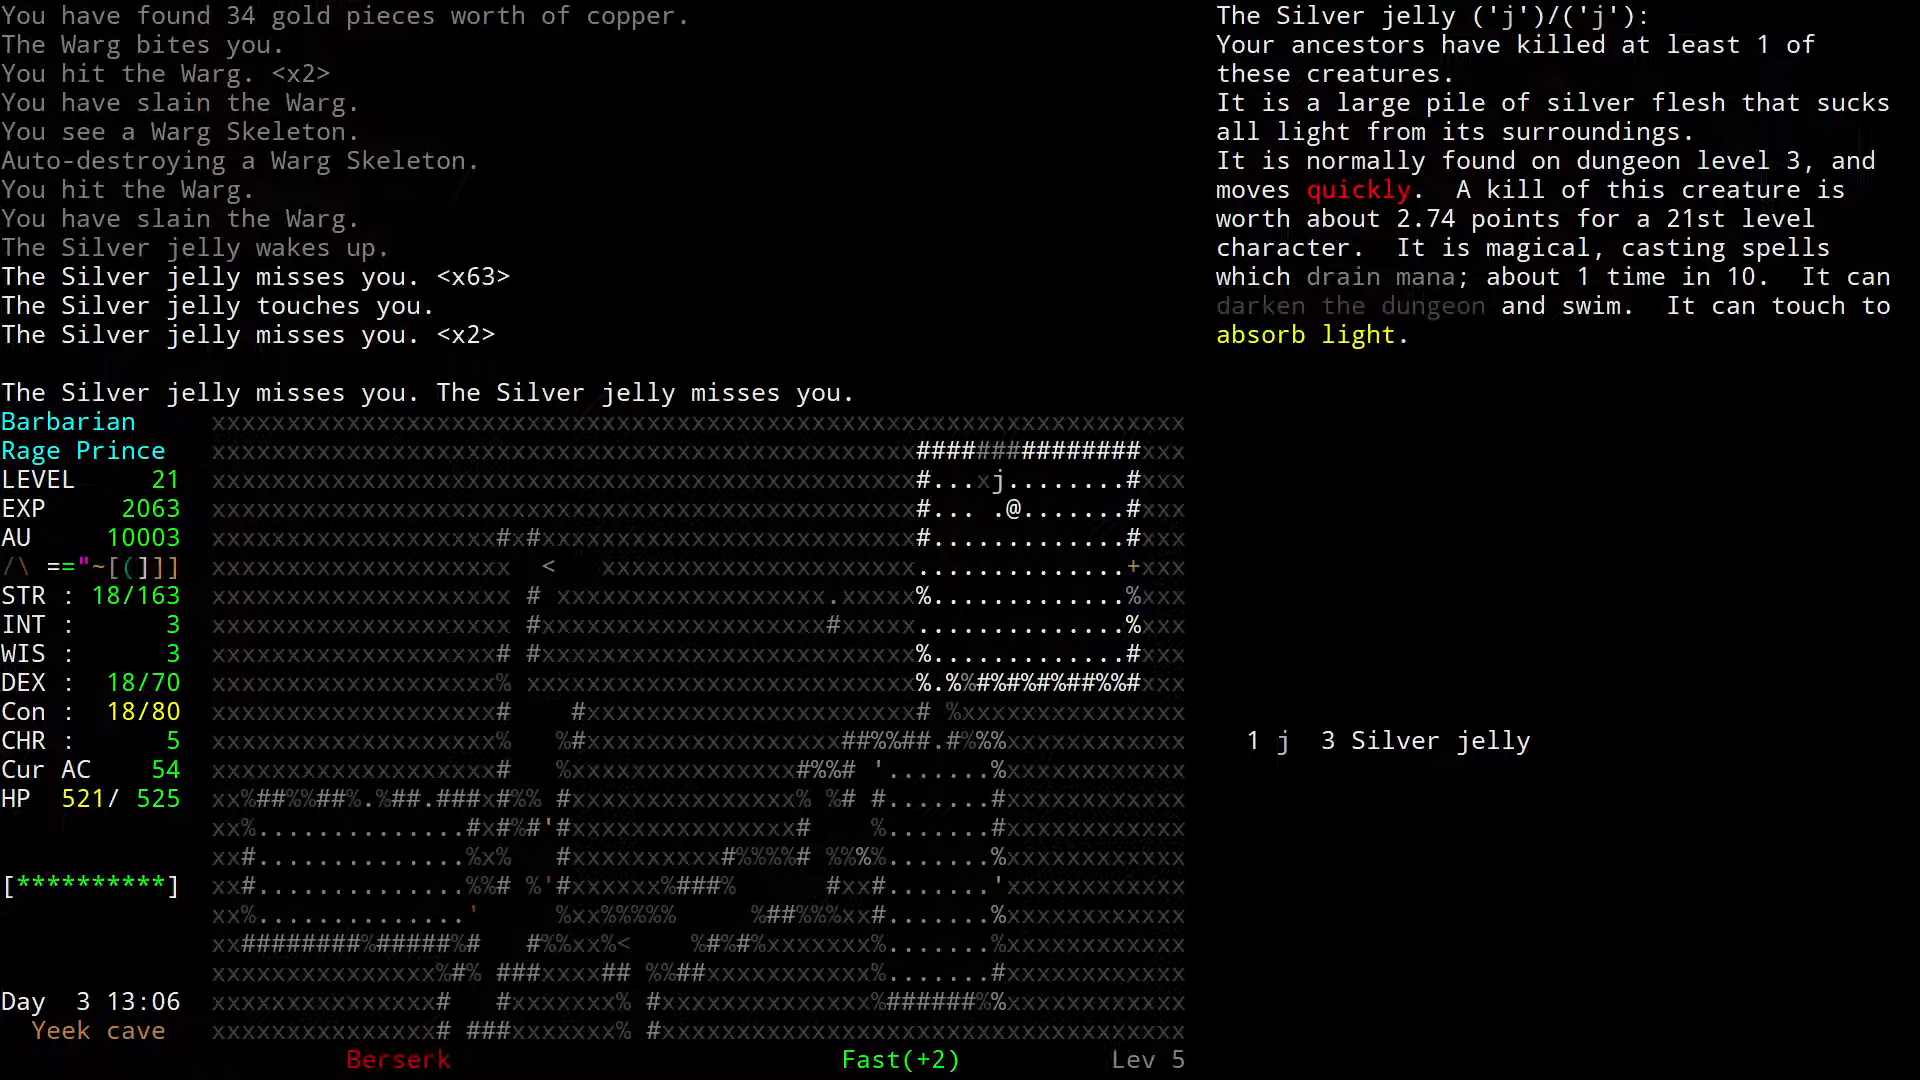 You have found 34 gold pieces worth of copper.
The Warg bites you.
You hit the Warg. <x2>
You have slain the Warg.
You see a Warg Skeleton.
Auto-destroying a Warg Skeleton.
You hit the Warg.
You have slain the Warg.
The Silver jelly wakes up.
The Silver jelly misses you. <x63>
The Silver jelly touches you.
The Silver jelly misses you. <x2>
The Silver jelly misses you. The Silver jelly misses you.
Barbarian
Rage Prince
LEVEL 21
EXP 2063
AU 10003
/\ =="~[(]]]
STR : 18/163
INT : 3
WIS : 3
DEX : 18/70
Con : 18/80
CHR : 5
Cur AC 54
HP 521/ 525
[**********]
Day 3 13:06
Yeek cave
Berserk
Fast(+2)
Lev 5
The Silver jelly ('j')/('j'):
Your ancestors have killed at least 1 of
these creatures.
It is a large pile of silver flesh that sucks
all light from its surroundings.
It is normally found on dungeon level 3, and
moves quickly. A kill of this creature is
worth about 2.74 points for a 21st level
character. It is magical, casting spells
which drain mana; about 1 time in 10. It can
darken the dungeon and swim. It can touch to
absorb light.
1 j 3 Silver jelly